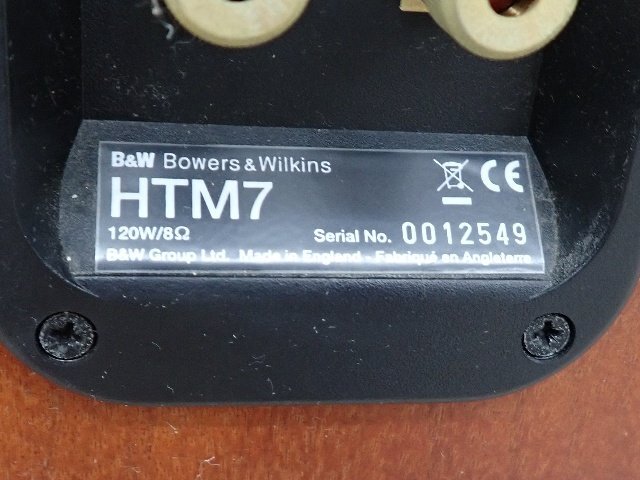 B&W Bowers & Wilkins
HTM7
120W/8Ω
Serial No. 0012549
B&W Group Ltd. Made in England - Fabriqué en Angleterre
CE